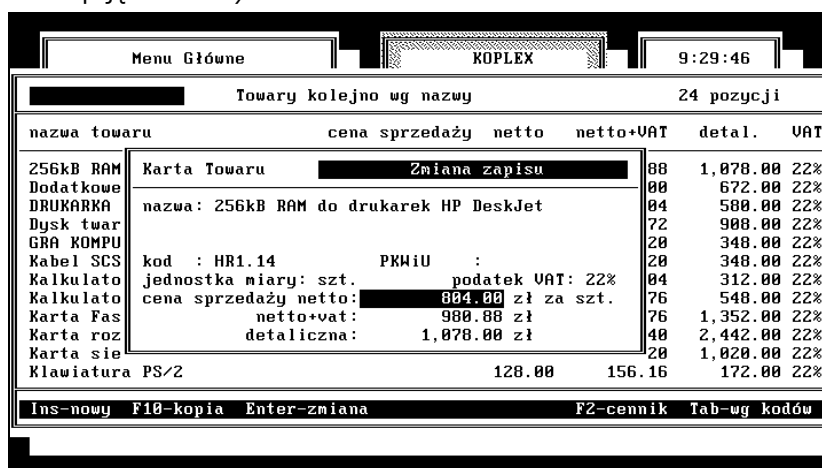 Menu Główne KOPLEX 9:29:46
Towary kolejno wg nazwy 24 pozycji
nazwa towaru cena sprzedaży netto netto+VAT detal. VAT
256kB RAM 88 1,078.00 22%
Dodatkowe 00 672.00 22%
DRUKARKA 04 580.00 22%
Dysk twar 72 908.00 22%
GRA KOMPU 20 348.00 22%
Kabel SCS 20 348.00 22%
Kalkulato 04 312.00 22%
Kalkulato 76 548.00 22%
Karta Fas 76 1,352.00 22%
Karta roz 40 2,442.00 22%
Karta sie 20 1,020.00 22%
Klawiatura PS/2 128.00 156.16 172.00 22%
Karta Towaru Zmiana zapisu
nazwa: 256kB RAM do drukarek HP DeskJet
kod : HR1.14 PKWiU :
jednostka miary: szt. podatek VAT: 22%
cena sprzedaży netto: 804.00 zł za szt.
netto+vat: 980.88 zł
detaliczna: 1,078.00 zł
Ins-nowy F10-kopia Enter-zmiana F2-cennik Tab-wg kodów